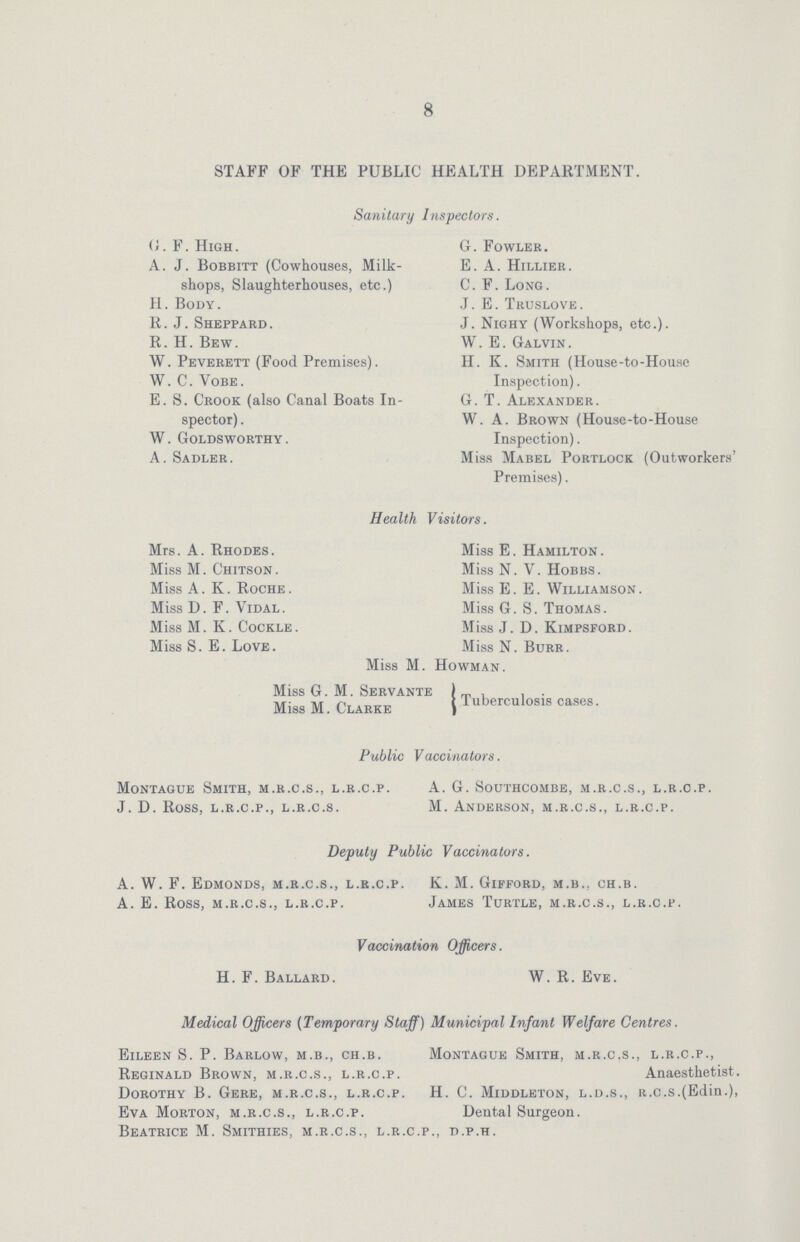 8
STAFF OF THE PUBLIC HEALTH DEPARTMENT.
Sanitary Inspectors.
G. F. High.
A. J. Bobbitt (Cowhouses, Milk-
shops, Slaughterhouses, etc.)
H. Body.
R. J. Sheppard.
R. H. Bew.
W. Peverett (Food Premises).
W. C. Vobe.
E. S. Crook (also Canal Boats In-
spector).
W. Goldsworthy.
A. Sadler.
G. Fowler.
E. A. Hillier.
C. F. Long.
J. E. Truslove.
J. Nighy (Workshops, etc.).
W. E. Galvin.
H. K. Smith (House-to-House
Inspection).
G. T. Alexander.
W. A. Brown (House-to-House
Inspection).
Miss Mabel Portlock (Outworkers'
Premises).
Health Visitors.
Mrs. A. Rhodes.
Miss M. Chitson.
Miss A. K. Roche.
Miss D. F. Vidal.
Miss M. K. Cockle.
Miss S. E. Love.
Miss E. Hamilton.
Miss N. V. Hobbs.
Miss E. E. Williamson.
Miss G. S. Thomas.
Miss J. D. Kimpsford.
Miss N. Burr.
Miss M. Howman.
Miss G. M. Servante
Miss M. Clarke
} Tuberculosis cases.
Public Vaccinators.
Montague Smith, m.r.c.s., l.r.c.p.
J. D. Ross, l.r.c.p., l.r.c.s.
A. G. Southcombe, m.r.c.s., l.r.c.p.
M. Anderson, m.r.c.s., l.r.c.p.
Deputy Public Vaccinators.
A. W. F. Edmonds, m.r.c.s., l.r.c.p.
A. E. Ross, m.r.c.s., l.r.c.p.
K. M. Gifford, m.b., ch.b.
James Turtle, m.r.c.s., l.r.c.p.
Vaccination Officers.
H. F. Ballard.
W. R. Eve.
Medical Officers (Temporary Staff) Municipal Infant Welfare Centres.
Eileen S. P. Barlow, m.b., ch.b.
Reginald Brown, m.r.c.s., l.r.c.p.
Dorothy B. Gere, m.r.c.s., l.r.c.p.
Eva Morton, m.r.c.s., l.r.c.p.
Beatrice M. Smithies, m.r.c.s., l.r.c.p., d.p.h.
Montague Smith, m.r.c.s., l.r.c.p.,
Anaesthetist.
H. C. Middleton, l.d.s., r.c.s.(Edin.),
Dental Surgeon.